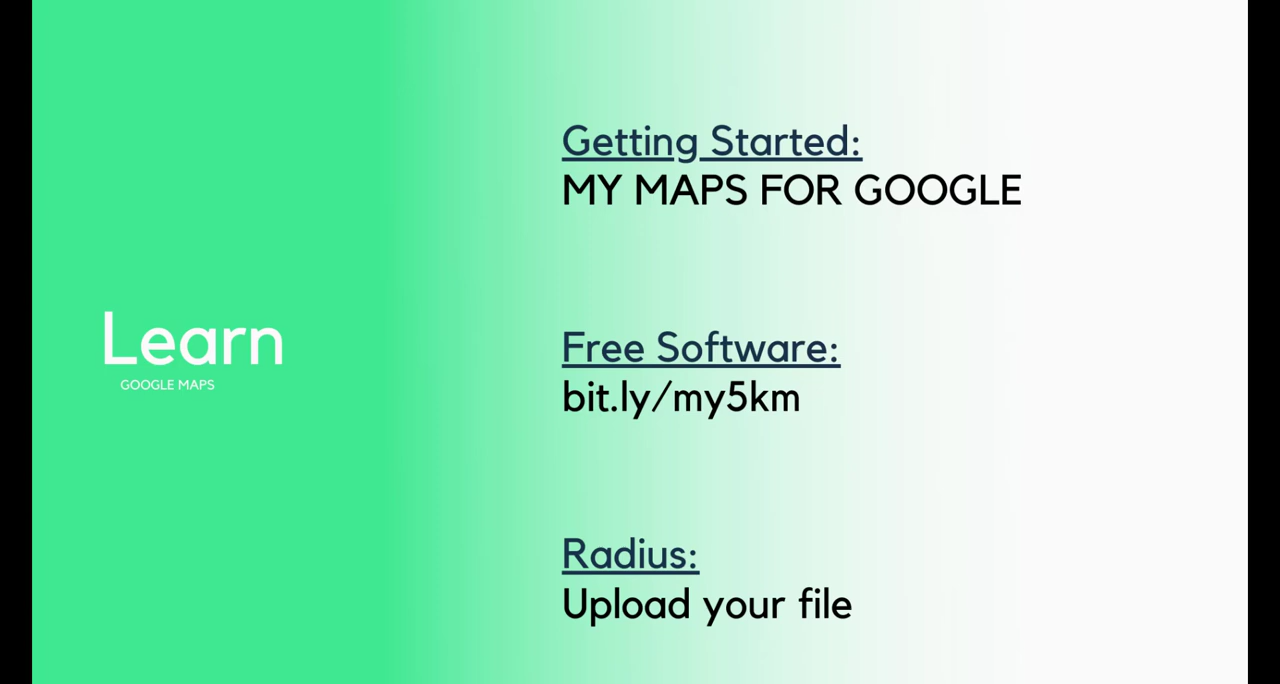 Learn
GOOGLE MAPS
Getting Started:
MY MAPS FOR GOOGLE
Free Software:
bit.ly/my5km
Radius:
Upload your file